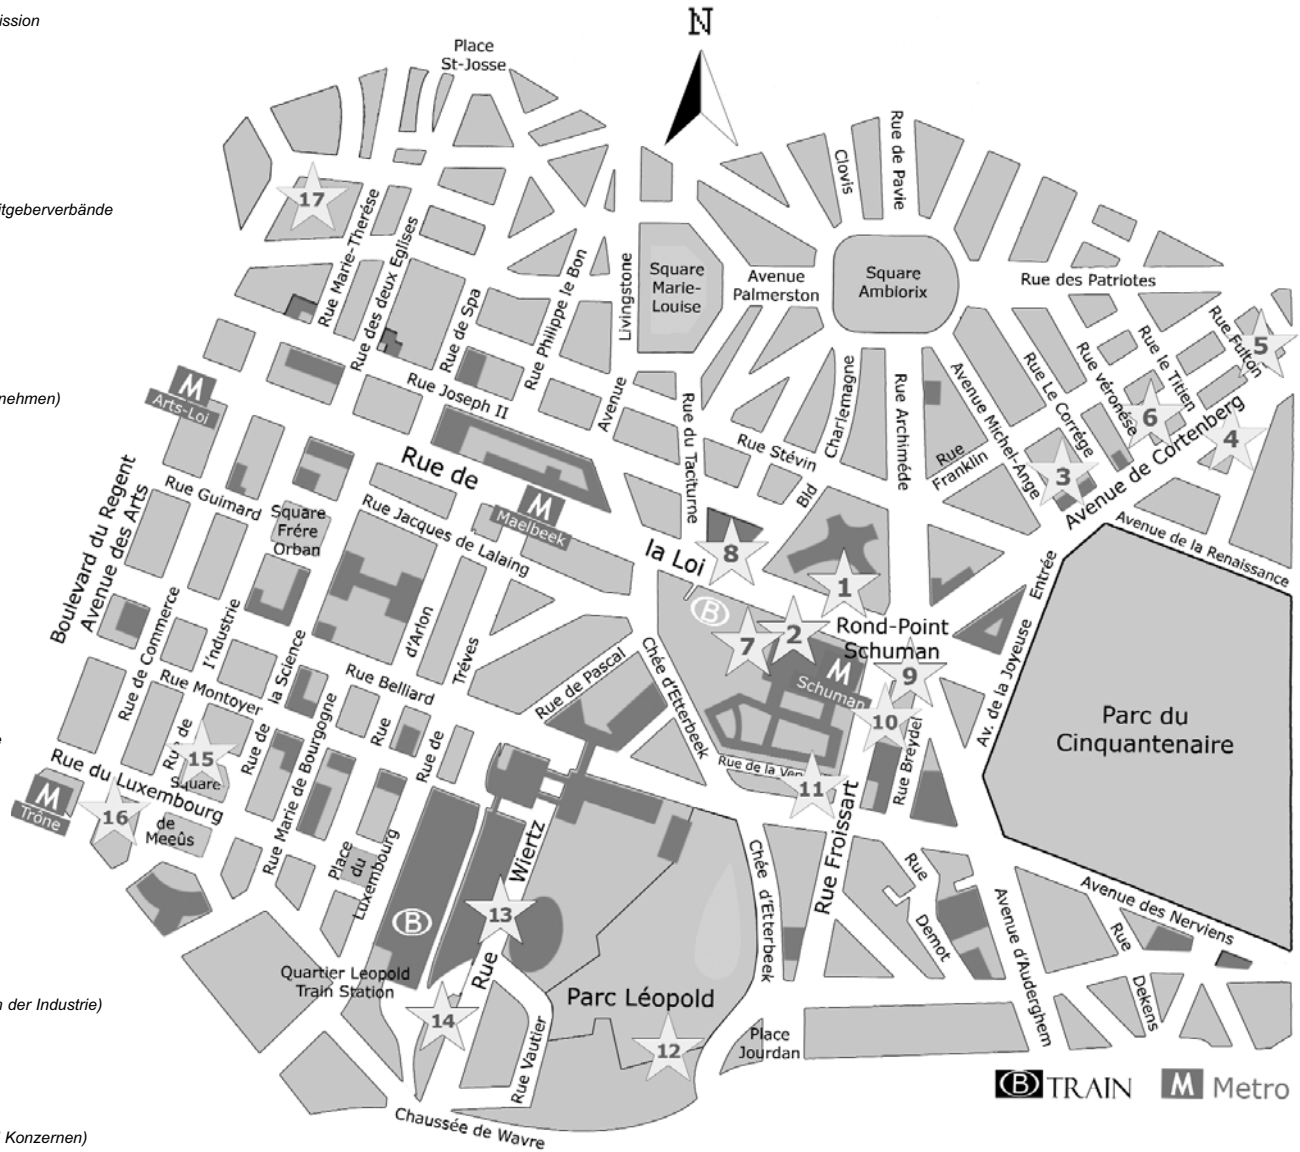 ission
itgeberverbände
nehmen)
n der Industrie)
Konzernen)
N
Place
St-Josse
17
Rue Marie-Therése
Rue des deux Eglises
Rue de Spa
Rue Philippe le Bon
Livingstone
Avenue
Square
Marie-
Louise
Avenue
Palmerston
Clovis
Rue de Pavie
Square
Ambiorix
Rue des Patriotes
Rue Fulton
5
Rue le Titien
Rue véronése
6
Rue Le Corrége
4
3
Avenue de Cortenberg
Avenue Michel-Ange
Rue
Franklin
Rue Archiméde
Charlemagne
Bld
Rue Stévin
Rue du Taciturne
M
Arts-Loi
Rue Joseph II
Rue de
la Loi
M
Maelbeek
Rue Guimard
Square
Frére
Orban
Rue Jacques de Lalaing
Boulevard du Regent
Avenue des Arts
8
1
B
7
2
Rond-Point
Schuman
M
Schuman
9
10
Entrée
Avenue de la Renaissance
Av. de la Joyeuse
Parc du
Cinquantenaire
Rue de Commerce
l'Industrie
la Science
Rue de
Rue Montoyer
Rue Belliard
d'Arlon
Rue
Tréves
Rue de
Rue de Pascal
Chée d'Etterbeek
Rue de la Ver
11
Rue Breydel
Rue Froissart
15
Rue de
Square
de
Meeûs
Rue du Luxembourg
M
Trône
16
Rue Marie de Bourgogne
Place
du
Luxembourg
B
13
Rue Wiertz
Quartier Léopold
Train Station
14
Rue Vautier
Parc Léopold
12
Chée d'Etterbeek
Place
Jourdan
Rue
Demot
Avenue d'Auderghem
Avenue des Nerviens
Rue
Dekens
Chaussée de Wavre
B TRAIN M Metro